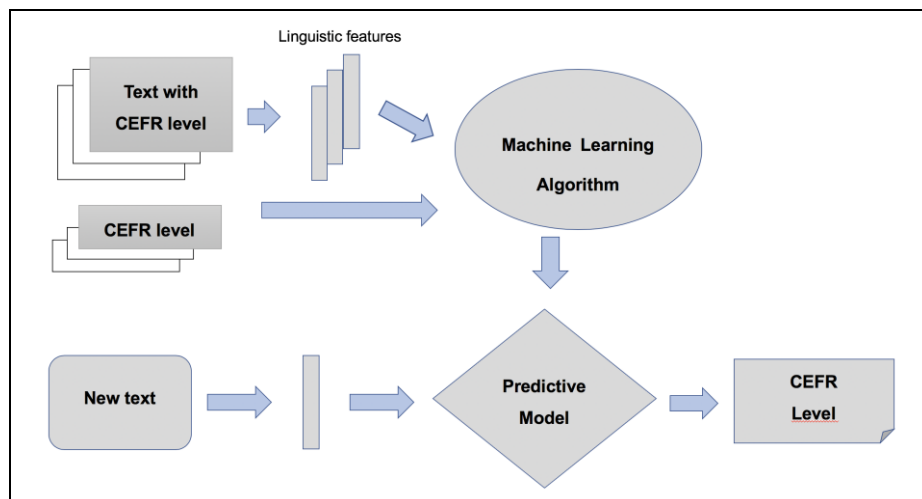 Linguistic features
Text with
CEFR level
Machine Learning
Algorithm
CEFR level
New text
Predictive
Model
CEFR
Level